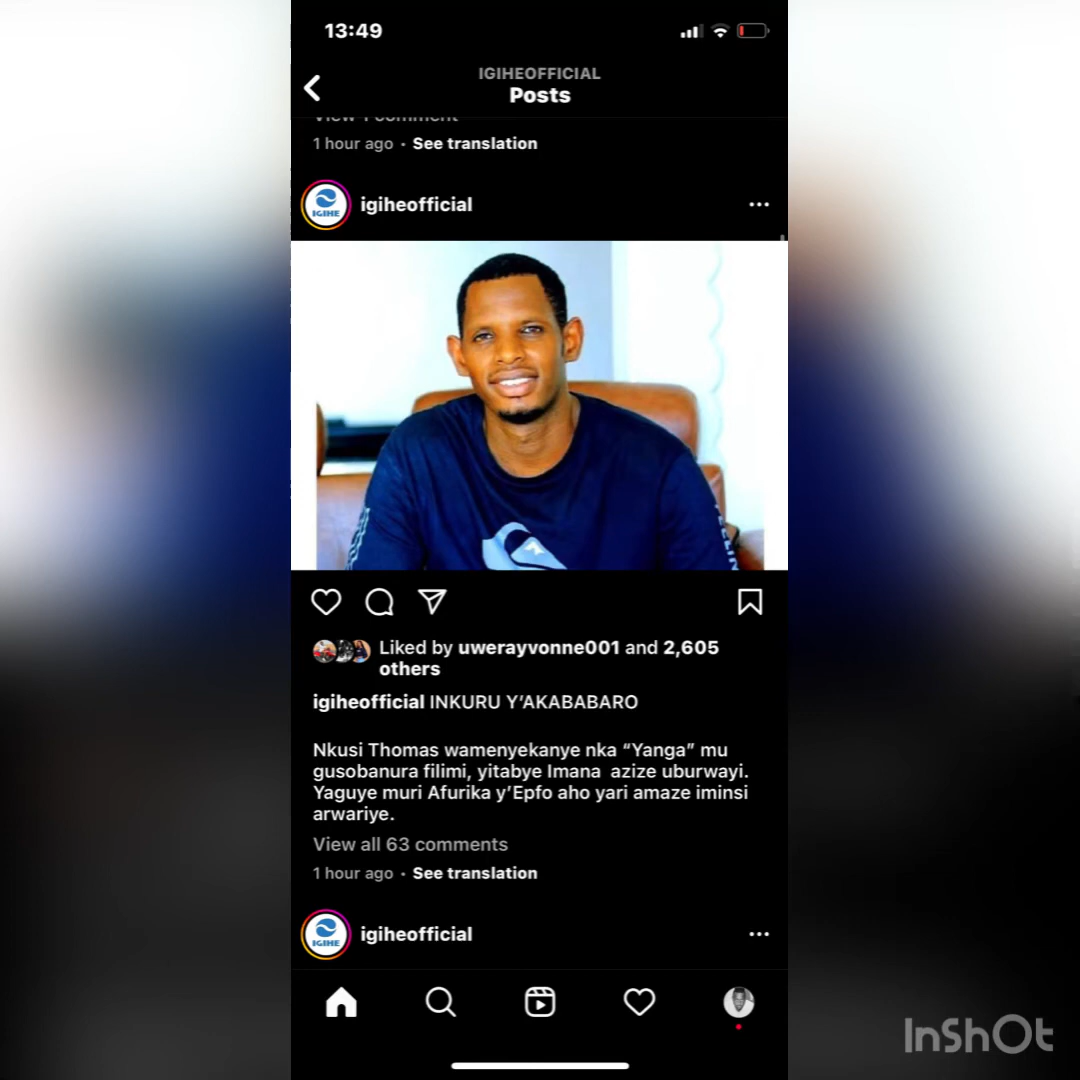 13:49
IGIHEOFFICIAL
Posts
View 1 comment
1 hour ago • See translation
IGIHE
igiheofficial
Liked by uwerayvonne001 and 2,605
others
igiheofficial INKURU Y’AKABABARO
Nkusi Thomas wamenyekanye nka “Yanga” mu
gusobanura filimi, yitabye Imana azize uburwayi.
Yaguye muri Afurika y’Epfo aho yari amaze iminsi
arwariye.
View all 63 comments
1 hour ago • See translation
IGIHE
igiheofficial
InShOt